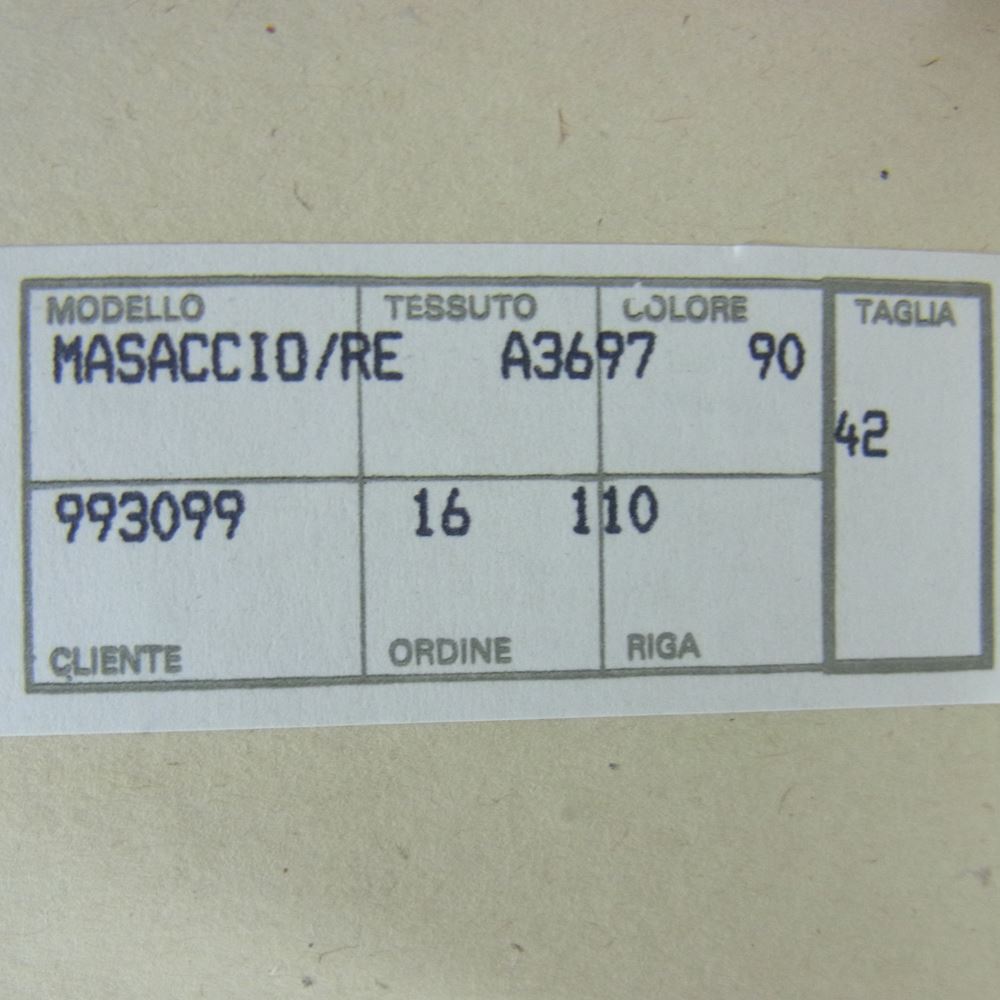 MODELLO TESSUTO COLORE TAGLIA
MASACCIO/RE A3697 90
42
993099 16 110
CLIENTE ORDINE RIGA